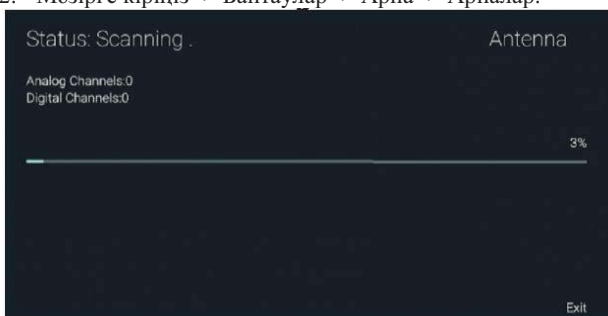 Status: Scanning . Antenna
Analog Channels:0
Digital Channels:0
3%
Exit